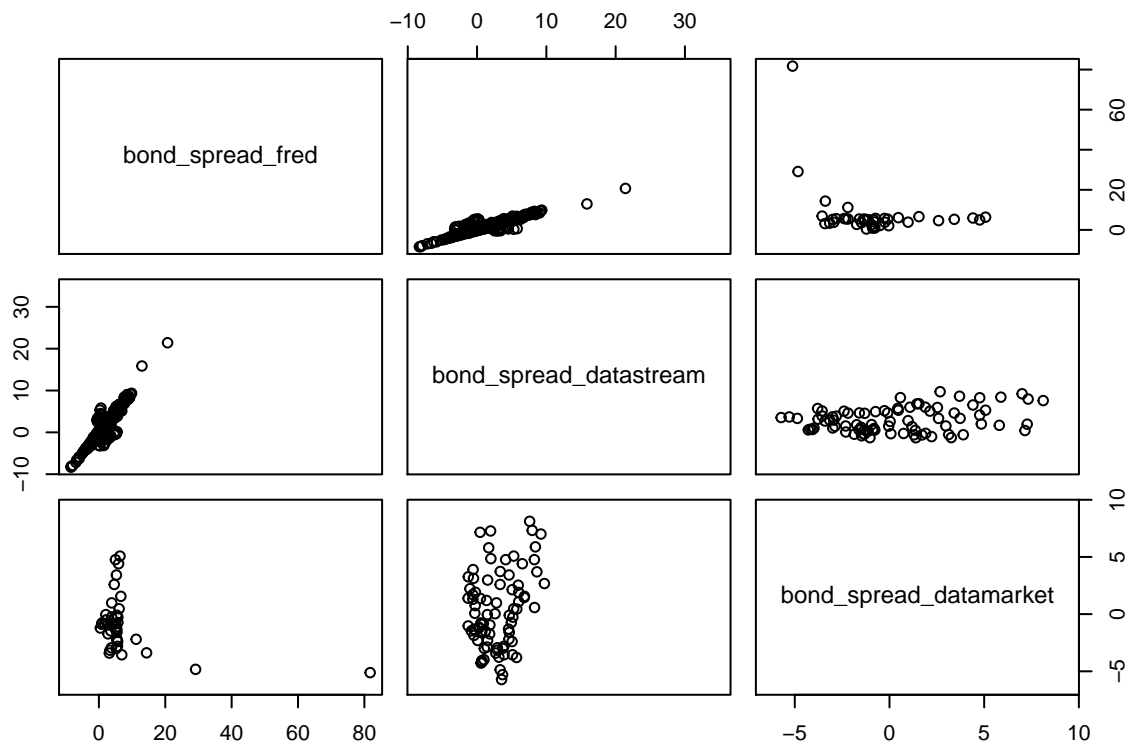 −10 0 10 20 30
bond_spread_fred
0 20 60
−10 0 10 20 30
bond_spread_datastream
bond_spread_datamarket
−5 0 5 10
0 20 40 60 80
−5 0 5 10